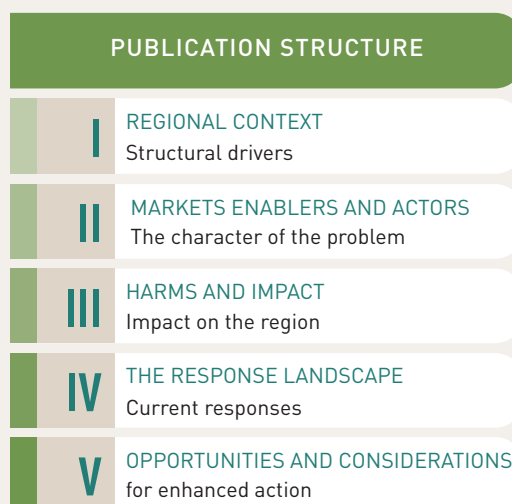 PUBLICATION STRUCTURE
I
REGIONAL CONTEXT
Structural drivers
II
MARKETS ENABLERS AND ACTORS
The character of the problem
III
HARMS AND IMPACT
Impact on the region
IV
THE RESPONSE LANDSCAPE
Current responses
V
OPPORTUNITIES AND CONSIDERATIONS
for enhanced action